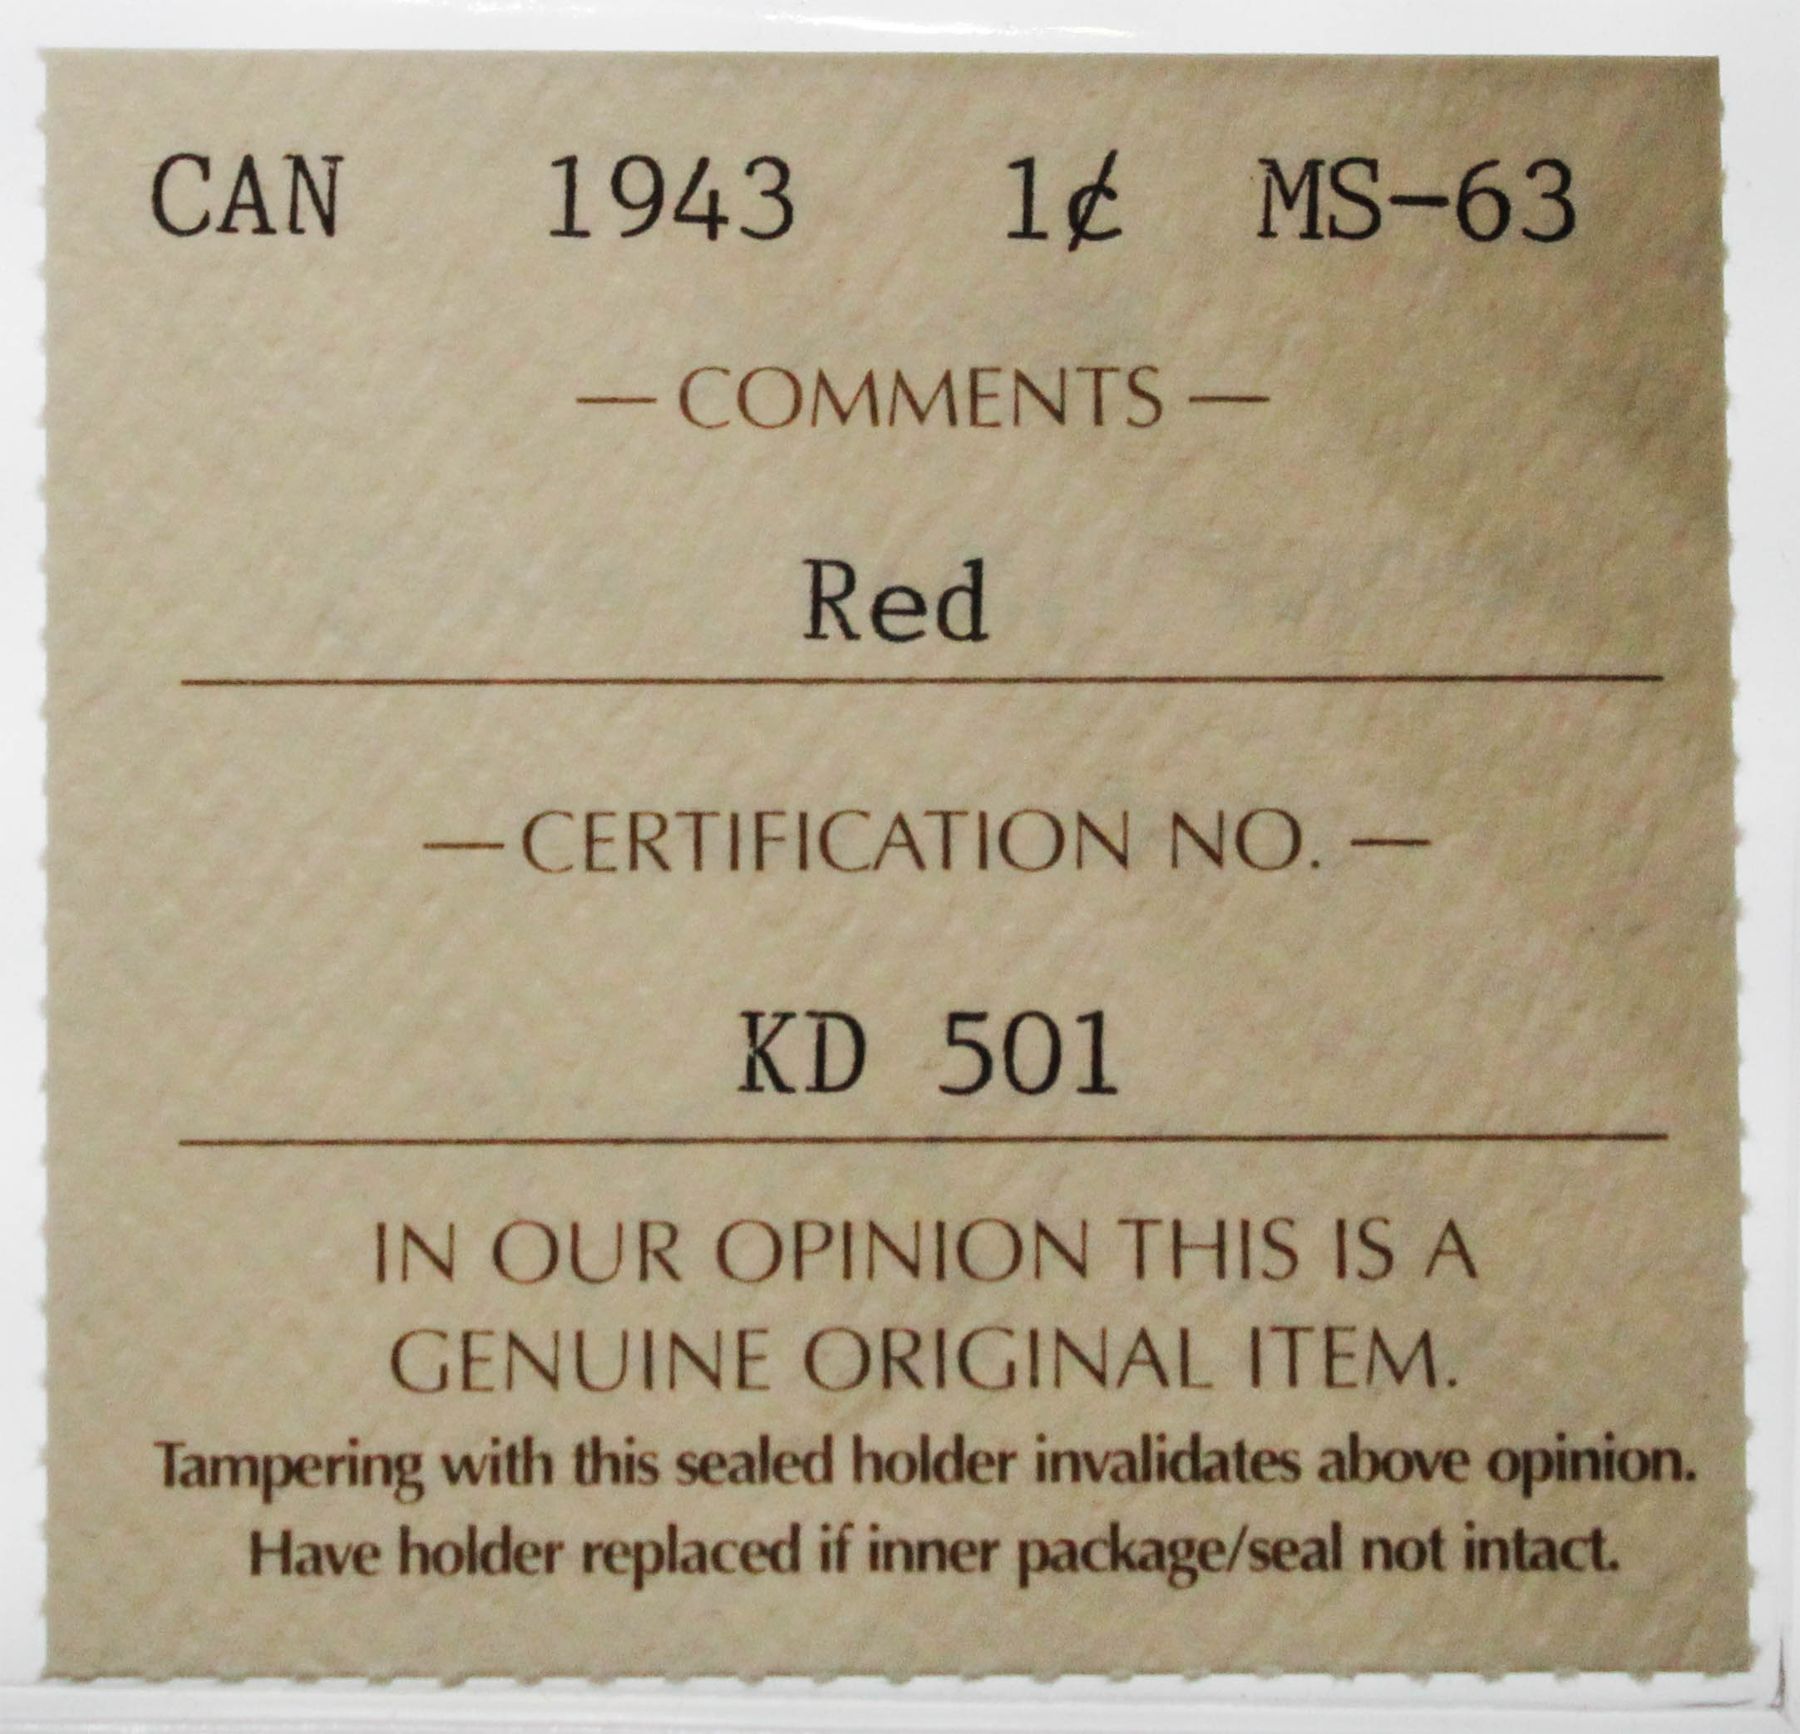 CAN 1943 1¢ MS-63
— COMMENTS —
Red
— CERTIFICATION NO. —
KD 501
IN OUR OPINION THIS IS A
GENUINE ORIGINAL ITEM.
Tampering with this sealed holder invalidates above opinion.
Have holder replaced if inner package/seal not intact.